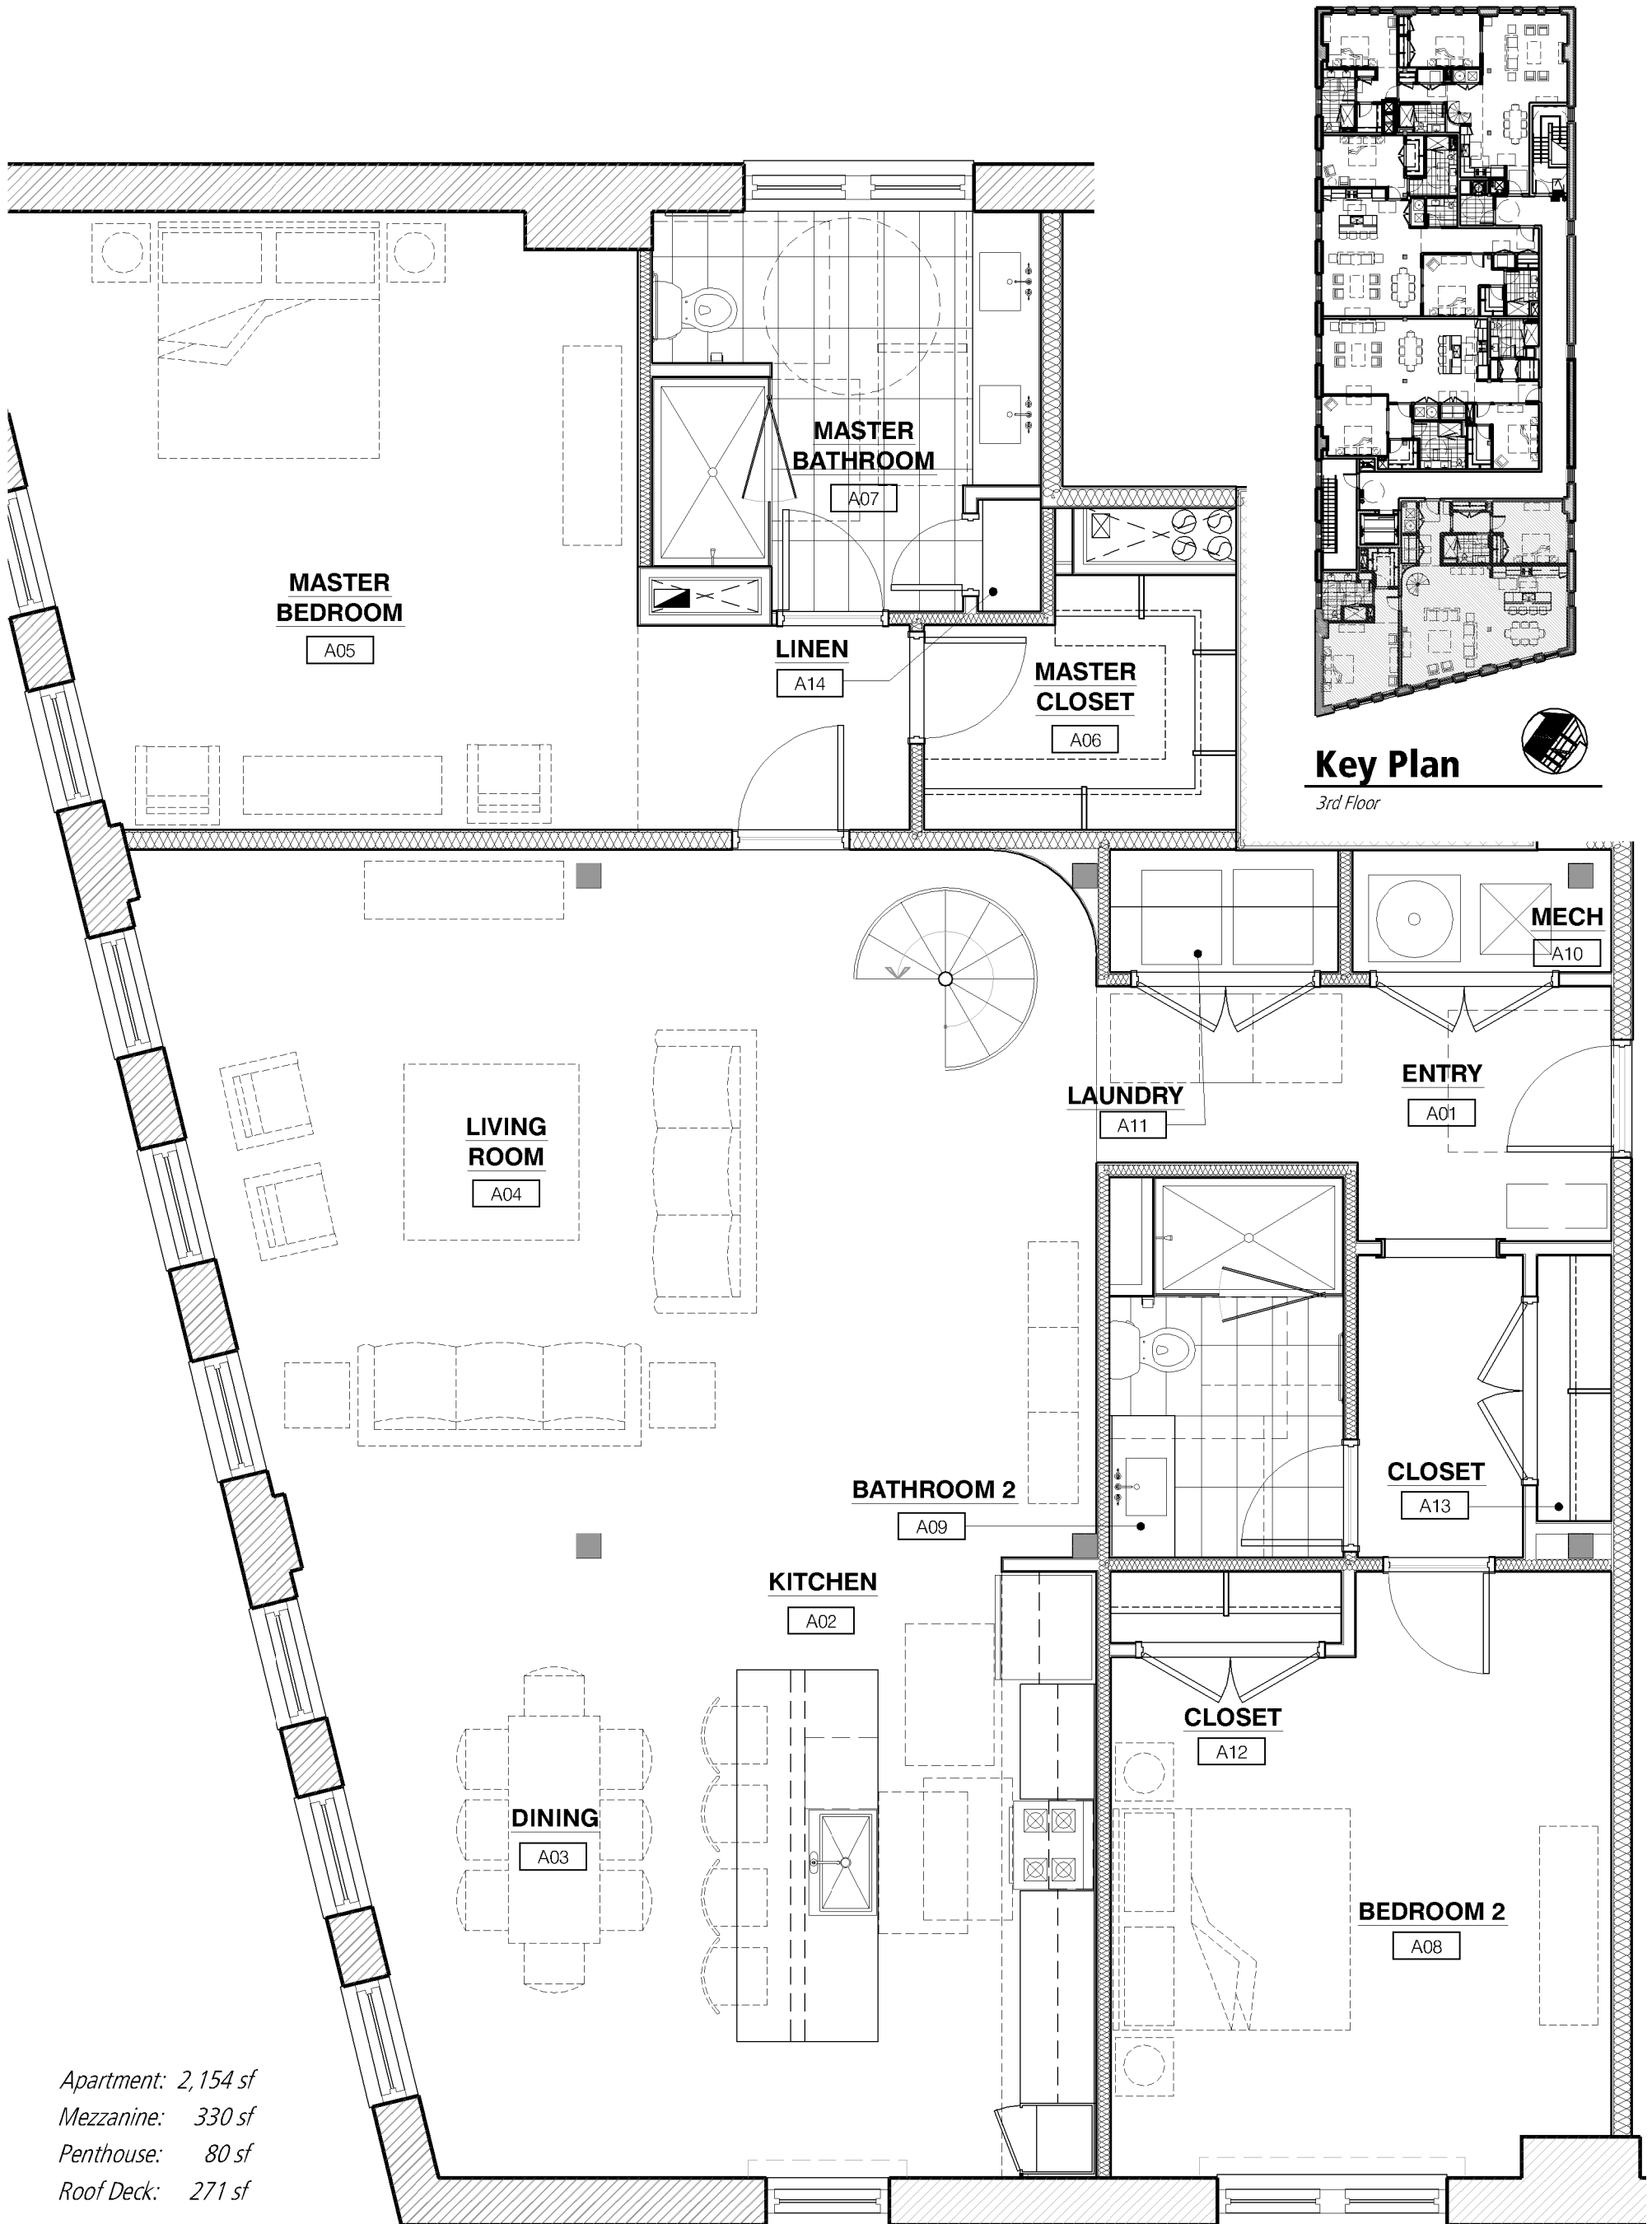 MASTER
BATHROOM
A07
MASTER
BEDROOM
A05
LINEN
A14
MASTER
CLOSET
A06
Key Plan
3rd Floor
MECH
A10
ENTRY
A01
LAUNDRY
A11
LIVING
ROOM
A04
CLOSET
A13
BATHROOM 2
A09
KITCHEN
A02
CLOSET
A12
DINING
A03
BEDROOM 2
A08
Apartment: 2,154 sf
Mezzanine: 330 sf
Penthouse: 80 sf
Roof Deck: 271 sf